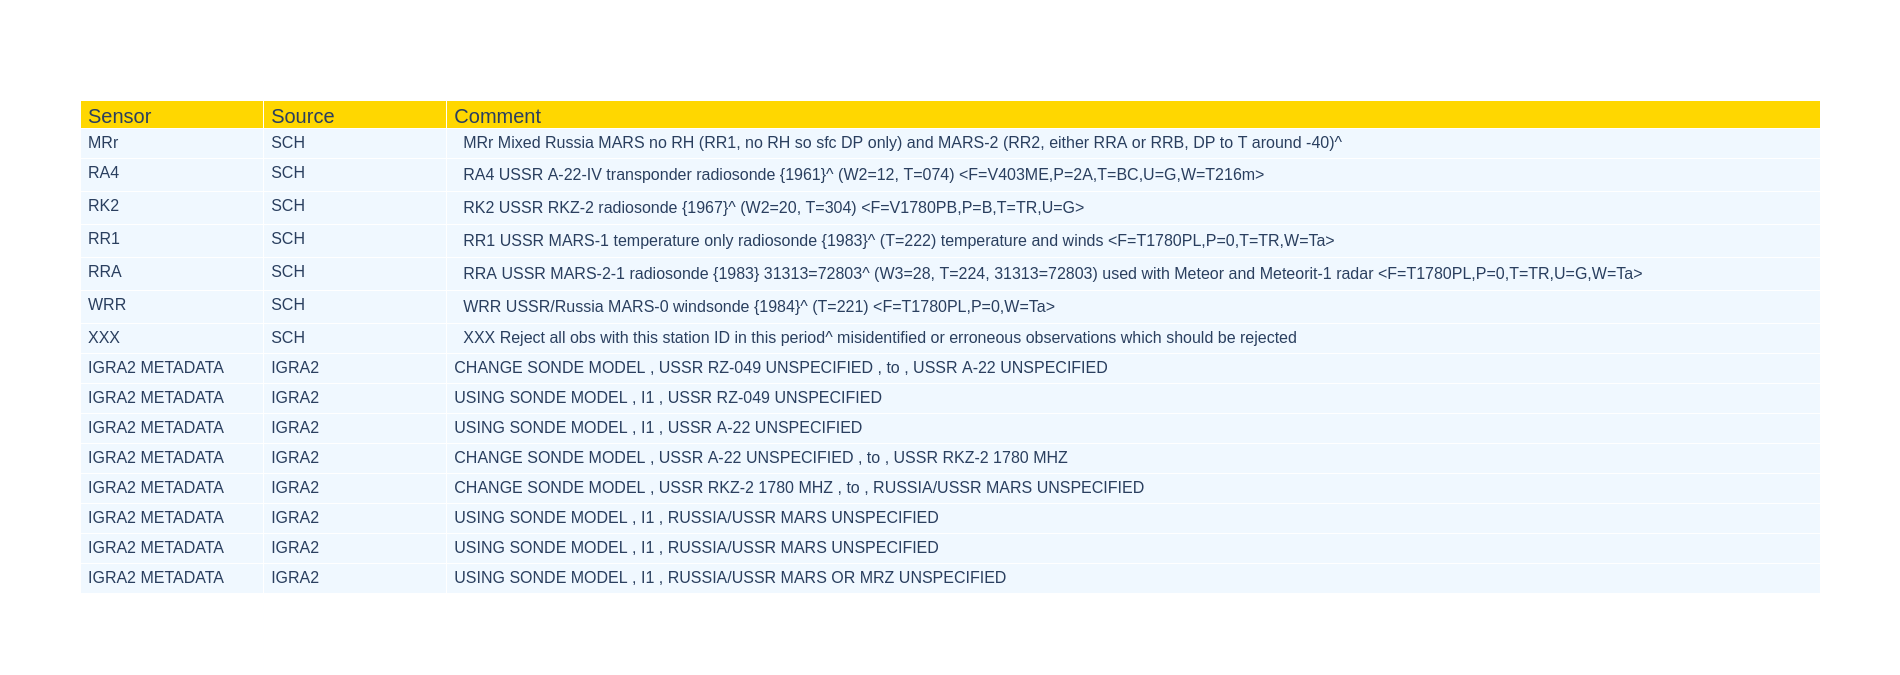 Sensor Source Comment
MRr SCH MRr Mixed Russia MARS no RH (RR1, no RH so sfc DP only) and MARS-2 (RR2, either RRA or RRB, DP to T around -40)^
RA4 SCH RA4 USSR A-22-IV transponder radiosonde {1961}^ (W2=12, T=074) <F=V403ME,P=2A,T=BC,U=G,W=T216m>
RK2 SCH RK2 USSR RKZ-2 radiosonde {1967}^ (W2=20, T=304) <F=V1780PB,P=B,T=TR,U=G>
RR1 SCH RR1 USSR MARS-1 temperature only radiosonde {1983}^ (T=222) temperature and winds <F=T1780PL,P=0,T=TR,W=Ta>
RRA SCH RRA USSR MARS-2-1 radiosonde {1983} 31313=72803^ (W3=28, T=224, 31313=72803) used with Meteor and Meteorit-1 radar <F=T1780PL,P=0,T=TR,U=G,W=Ta>
WRR SCH WRR USSR/Russia MARS-0 windsonde {1984}^ (T=221) <F=T1780PL,P=0,W=Ta>
XXX SCH XXX Reject all obs with this station ID in this period^ misidentified or erroneous observations which should be rejected
IGRA2 METADATA IGRA2 CHANGE SONDE MODEL , USSR RZ-049 UNSPECIFIED , to , USSR A-22 UNSPECIFIED
IGRA2 METADATA IGRA2 USING SONDE MODEL , I1 , USSR RZ-049 UNSPECIFIED
IGRA2 METADATA IGRA2 USING SONDE MODEL , I1 , USSR A-22 UNSPECIFIED
IGRA2 METADATA IGRA2 CHANGE SONDE MODEL , USSR A-22 UNSPECIFIED , to , USSR RKZ-2 1780 MHZ
IGRA2 METADATA IGRA2 CHANGE SONDE MODEL , USSR RKZ-2 1780 MHZ , to , RUSSIA/USSR MARS UNSPECIFIED
IGRA2 METADATA IGRA2 USING SONDE MODEL , I1 , RUSSIA/USSR MARS UNSPECIFIED
IGRA2 METADATA IGRA2 USING SONDE MODEL , I1 , RUSSIA/USSR MARS UNSPECIFIED
IGRA2 METADATA IGRA2 USING SONDE MODEL , I1 , RUSSIA/USSR MARS OR MRZ UNSPECIFIED